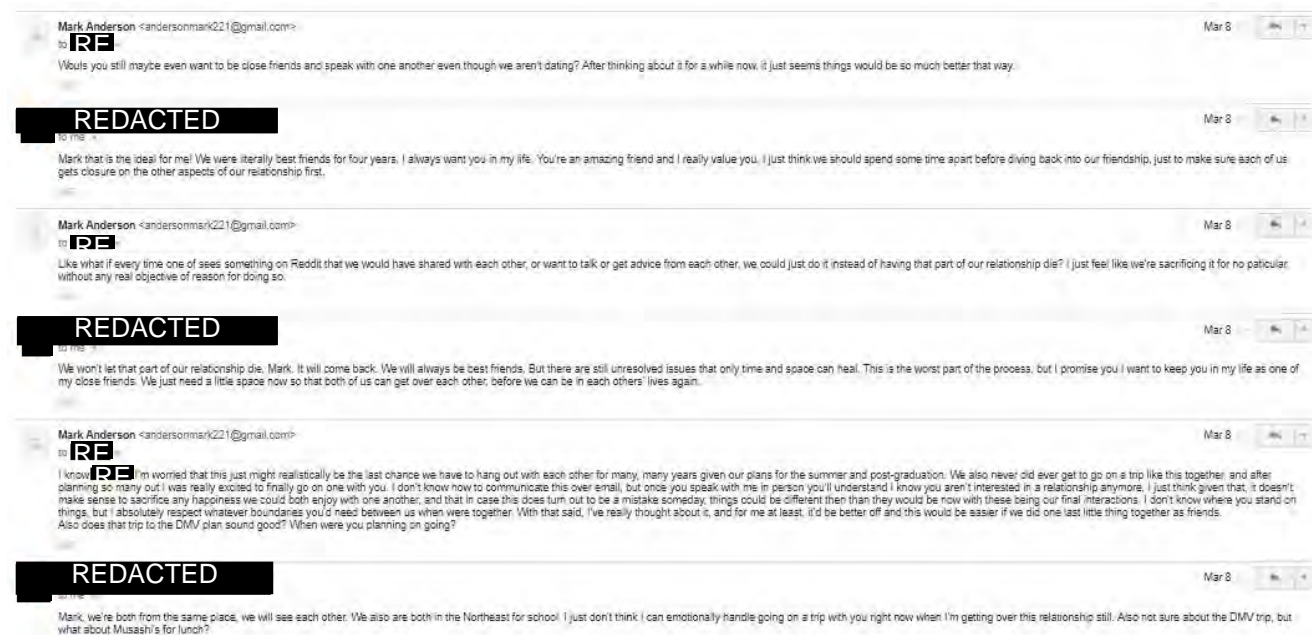 Mark Anderson <andersonmark221@gmail.com>
Mar 8
to RE
Wouls you still maybe even want to be close friends and speak with one another even though we aren't dating? After thinking about it for a while now, it just seems things would be so much better that way.
REDACTED
Mar 8
to me
Mark that is the ideal for me! We were literally best friends for four years. I always want you in my life. You're an amazing friend and I really value you. I just think we should spend some time apart before diving back into our friendship, just to make sure each of us
gets closure on the other aspects of our relationship first.
Mark Anderson <andersonmark221@gmail.com>
Mar 8
to RE
Like what if every time one of sees something on Reddit that we would have shared with each other, or want to talk or get advice from each other, we could just do it instead of having that part of our relationship die? I just feel like we're sacrificing it for no paticular
without any real objective of reason for doing so.
REDACTED
Mar 8
to me
We won't let that part of our relationship die, Mark. It will come back. We will always be best friends. But there are still unresolved issues that only time and space can heal. This is the worst part of the process, but I promise you I want to keep you in my life as one of
my close friends. We just need a little space now so that both of us can get over each other, before we can be in each others' lives again.
Mark Anderson <andersonmark221@gmail.com>
Mar 8
to RE
I know RE I'm worried that this just might realistically be the last chance we have to hang out with each other for many, many years given our plans for the summer and post-graduation. We also never did ever get to go on a trip like this together, and after
planning so many out I was really excited to finally go on one with you. I don't know how to communicate this over email, but once you speak with me in person you'll understand I know you aren't interested in a relationship anymore, I just think given that, it doesn't
make sense to sacrifice any happiness we could both enjoy with one another, and that in case this does turn out to be a mistake someday, things could be different then than they would be now with these being our final interactions. I don't know where you stand on
things, but I absolutely respect whatever boundaries you'd need between us when were together. With that said, I've really thought about it, and for me at least, it'd be better off and this would be easier if we did one last little thing together as friends.
Also does that trip to the DMV plan sound good? When were you planning on going?
REDACTED
Mar 8
to me
Mark, we're both from the same place, we will see each other. We also are both in the Northeast for school. I just don't think I can emotionally handle going on a trip with you right now when I'm getting over this relationship still. Also not sure about the DMV trip, but
what about Musashi's for lunch?